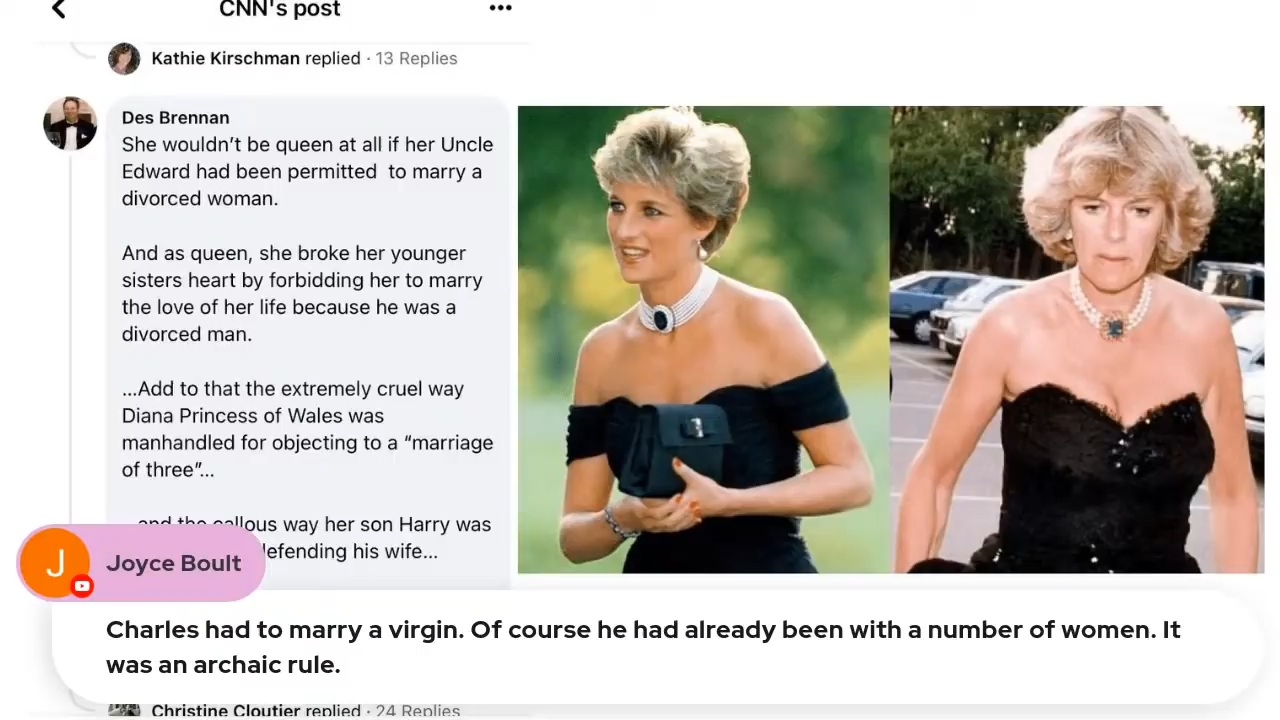 CNN's post
Kathie Kirschman replied · 13 Replies
Des Brennan
She wouldn't be queen at all if her Uncle
Edward had been permitted to marry a
divorced woman.
And as queen, she broke her younger
sisters heart by forbidding her to marry
the love of her life because he was a
divorced man.
...Add to that the extremely cruel way
Diana Princess of Wales was
manhandled for objecting to a “marriage
of three”...
...and the callous way her son Harry was
defending his wife...
J
Joyce Boult
Charles had to marry a virgin. Of course he had already been with a number of women. It
was an archaic rule.
Christine Cloutier replied · 24 Replies